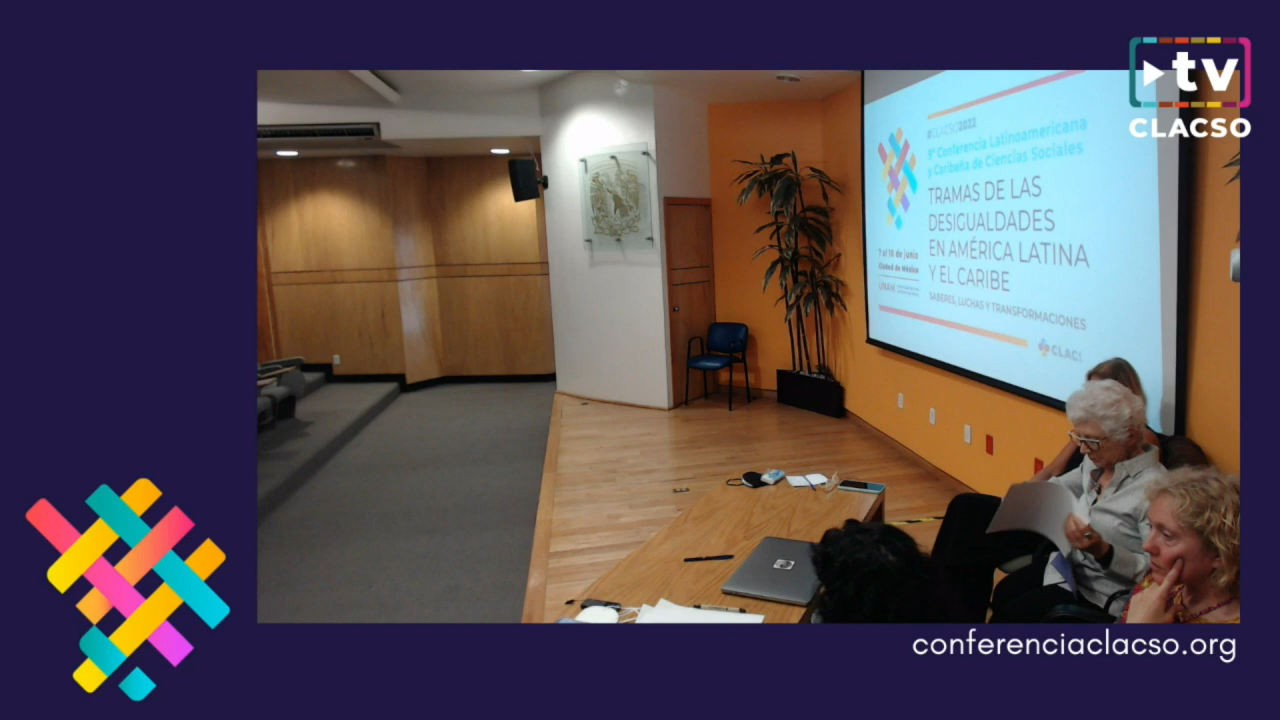 tv
CLACSO
#CLACSO2022
9ª Conferencia Latinoamericana
y Caribeña de Ciencias Sociales
TRAMAS DE LAS
DESIGUALDADES
EN AMÉRICA LATINA
Y EL CARIBE
SABERES, LUCHAS Y TRANSFORMACIONES
7 al 10 de junio
Ciudad de México
UNAM
CLACS
conferenciaclacso.org